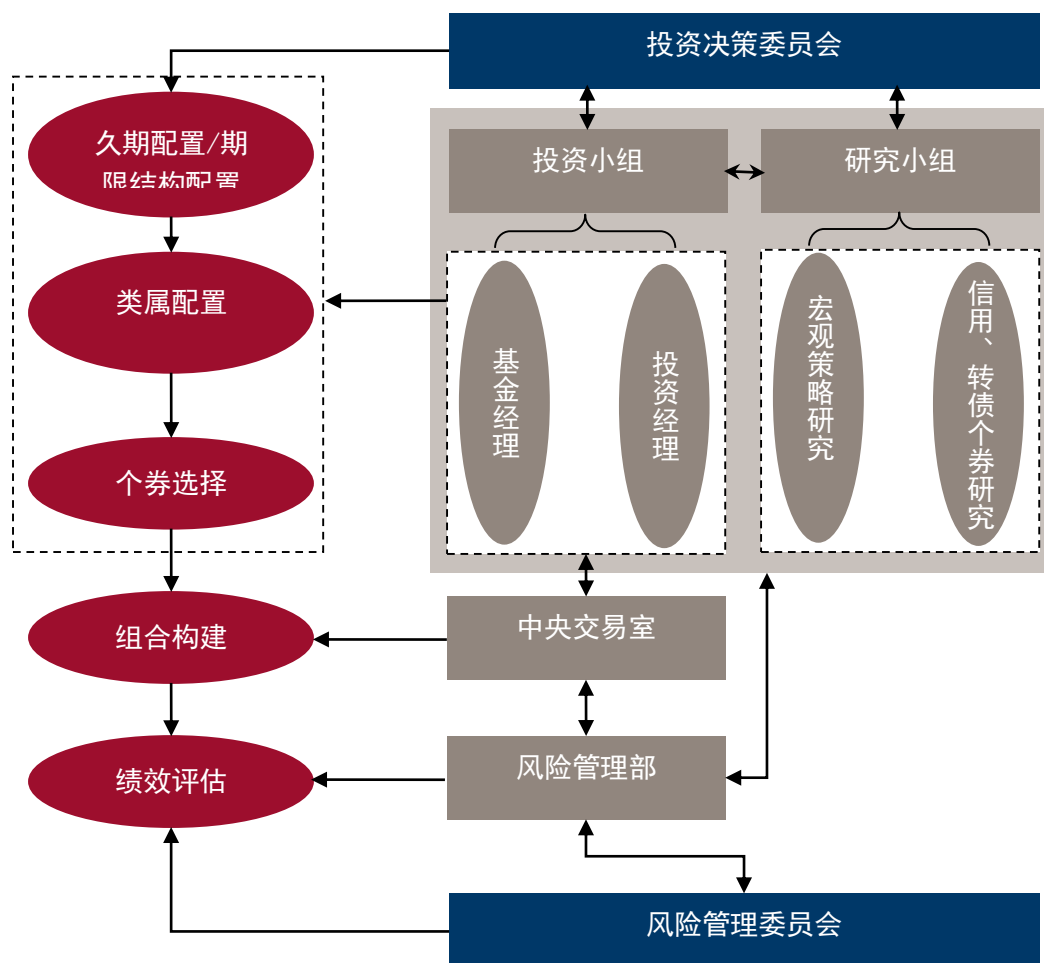 投资决策委员会
久期配置/期
限结构配置
投资小组
研究小组
类属配置
基金经理
投资经理
宏观策略研究
信用、转债个券研究
个券选择
组合构建
中央交易室
绩效评估
风险管理部
风险管理委员会